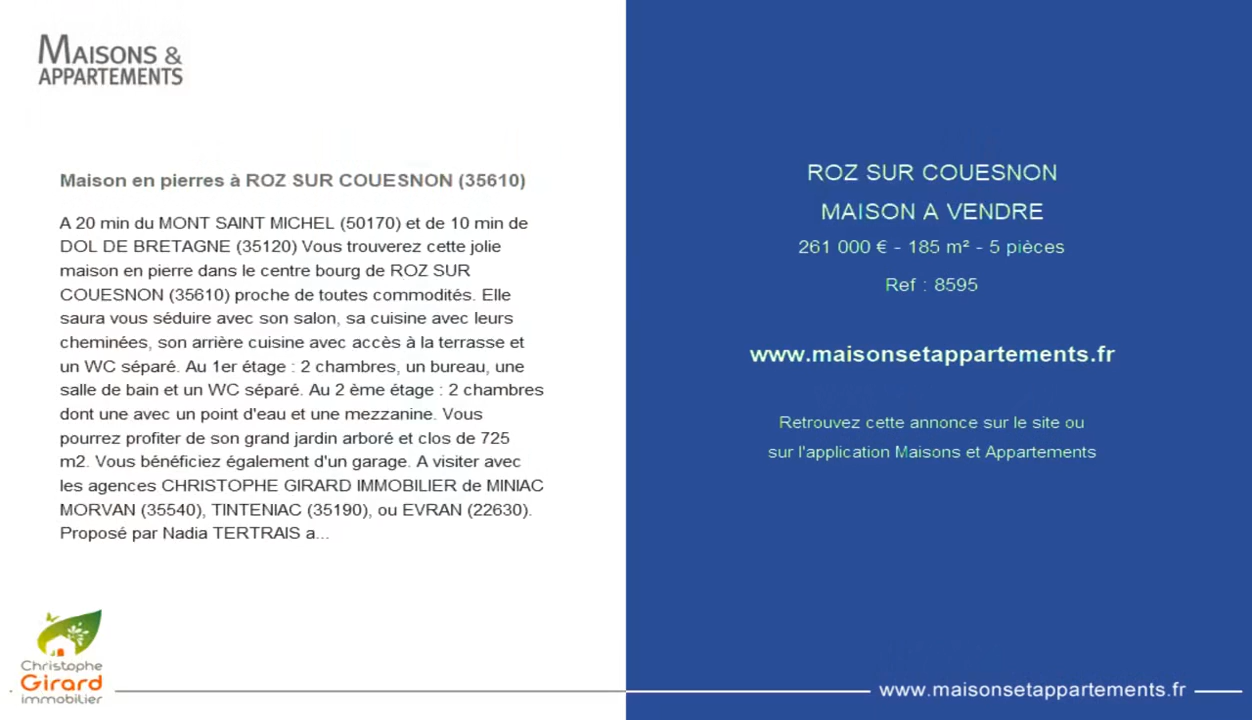 MAISONS &
APPARTEMENTS
Maison en pierres à ROZ SUR COUESNON (35610)
A 20 min du MONT SAINT MICHEL (50170) et de 10 min de
DOL DE BRETAGNE (35120) Vous trouverez cette jolie
maison en pierre dans le centre bourg de ROZ SUR
COUESNON (35610) proche de toutes commodités. Elle
saura vous séduire avec son salon, sa cuisine avec leurs
cheminées, son arrière cuisine avec accès à la terrasse et
un WC séparé. Au 1er étage : 2 chambres, un bureau, une
salle de bain et un WC séparé. Au 2 ème étage : 2 chambres
dont une avec un point d'eau et une mezzanine. Vous
pourrez profiter de son grand jardin arboré et clos de 725
m2. Vous bénéficiez également d'un garage. A visiter avec
les agences CHRISTOPHE GIRARD IMMOBILIER de MINIAC
MORVAN (35540), TINTENIAC (35190), ou EVRAN (22630).
Proposé par Nadia TERTRAIS a...
Christophe
Girard
immobilier
ROZ SUR COUESNON
MAISON A VENDRE
261 000 € - 185 m² - 5 pièces
Ref : 8595
www.maisonsetappartements.fr
Retrouvez cette annonce sur le site ou
sur l'application Maisons et Appartements
www.maisonsetappartements.fr